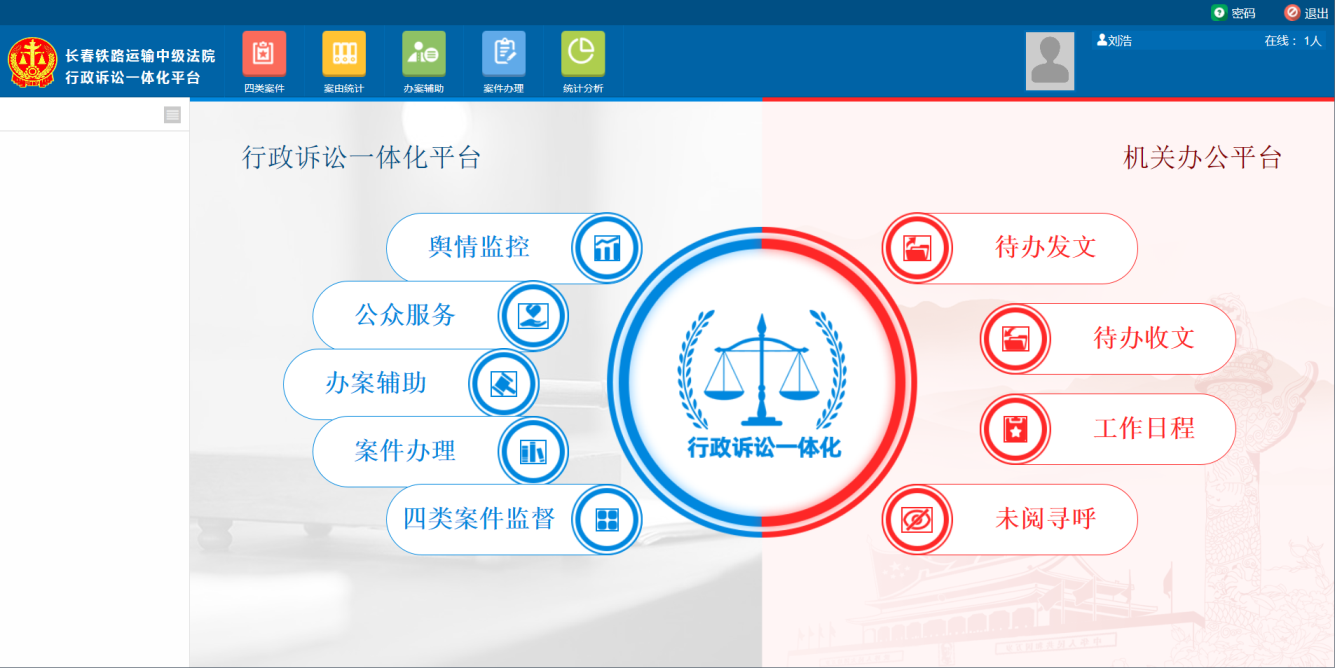 密码
退出
长春铁路运输中级法院
行政诉讼一体化平台
四类案件
案由统计
办案辅助
案件办理
统计分析
刘浩
在线：1人
行政诉讼一体化平台
机关办公平台
舆情监控
公众服务
办案辅助
案件办理
四类案件监督
行政诉讼一体化
待办发文
待办收文
工作日程
未阅寻呼